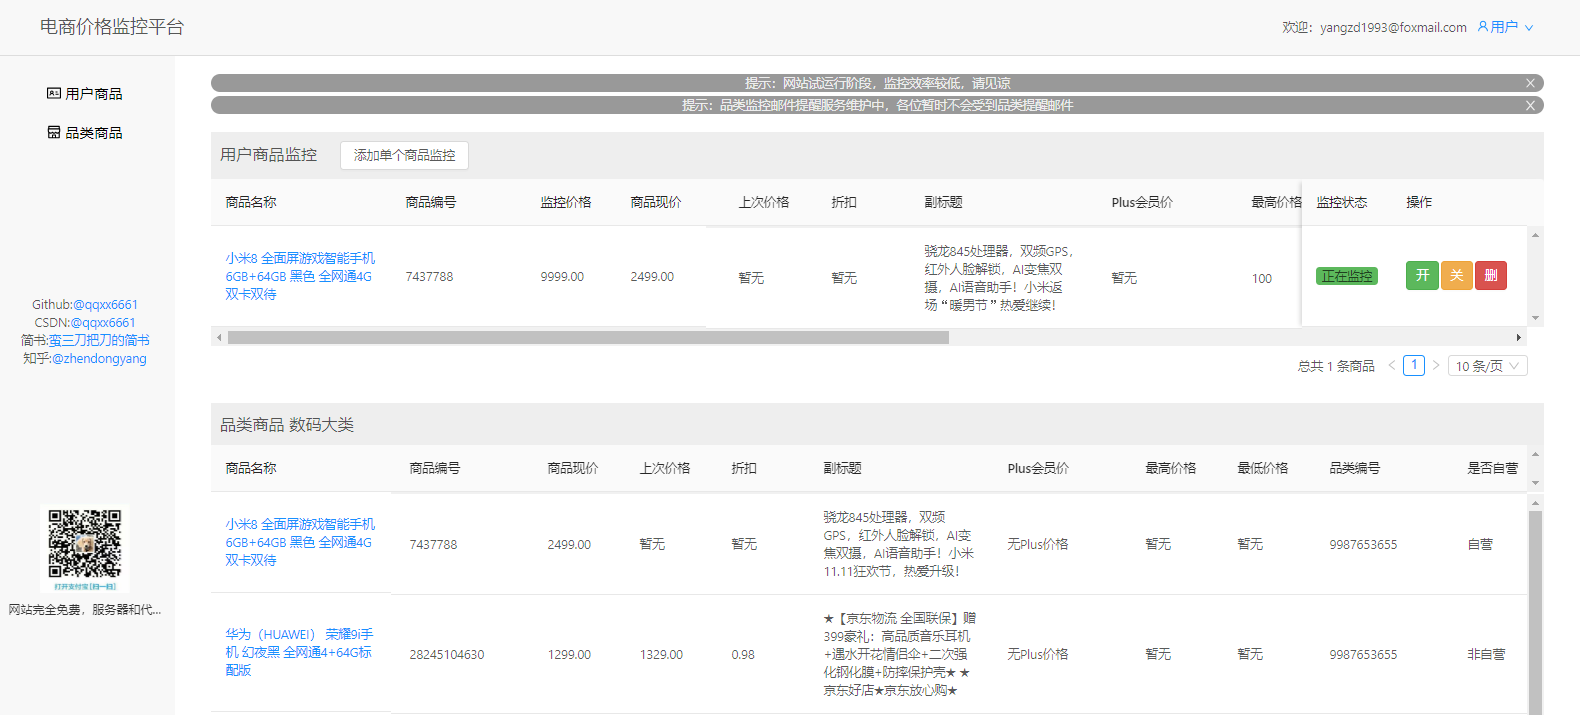 电商价格监控平台
欢迎：yangzd1993@foxmail.com 用户
用户商品
品类商品
Github:@qqxx6661
CSDN:@qqxx6661
简书:蛮三刀把刀的简书
知乎:@zhendongyang
打开支付宝[扫一扫]
网站完全免费，服务器和代...
提示：网站试运行阶段，监控效率较低，请见谅
提示：品类监控邮件提醒服务维护中，各位暂时不会受到品类提醒邮件
用户商品监控 添加单个商品监控
商品名称 商品编号 监控价格 商品现价 上次价格 折扣 副标题 Plus会员价 最高价格 监控状态 操作
小米8 全面屏游戏智能手机
6GB+64GB 黑色 全网通4G
双卡双待
7437788 9999.00 2499.00 暂无 暂无
骁龙845处理器，双频GPS，
红外人脸解锁，AI变焦双
摄，AI语音助手！小米返
场“暖男节”热爱继续！
暂无 100 正在监控 开 关 删
总共 1 条商品 1 10 条/页
品类商品 数码大类
商品名称 商品编号 商品现价 上次价格 折扣 副标题 Plus会员价 最高价格 最低价格 品类编号 是否自营
小米8 全面屏游戏智能手机
6GB+64GB 黑色 全网通4G
双卡双待
7437788 2499.00 暂无 暂无
骁龙845处理器，双频
GPS，红外人脸解锁，AI变
焦双摄，AI语音助手！小米
11.11狂欢节，热爱升级！
无Plus价格 暂无 暂无 9987653655 自营
华为（HUAWEI） 荣耀9i手
机 幻夜黑 全网通4+64G标
配版
28245104630 1299.00 1329.00 0.98
★【京东物流 全国联保】赠
399豪礼：高品质音乐耳机
+遇水开花情侣伞+二次强
化钢化膜+防摔保护壳★ ★
京东好店★京东放心购★
无Plus价格 暂无 暂无 9987653655 非自营